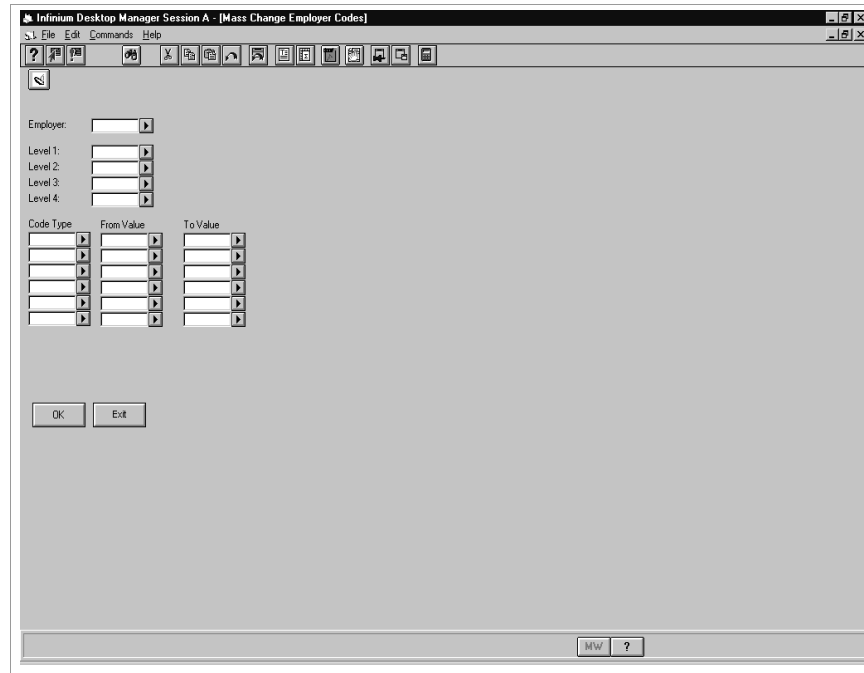 Infinium Desktop Manager Session A - [Mass Change Employer Codes]
File Edit Commands Help
Employer:
Level 1:
Level 2:
Level 3:
Level 4:
Code Type From Value To Value
OK Exit
MW ?